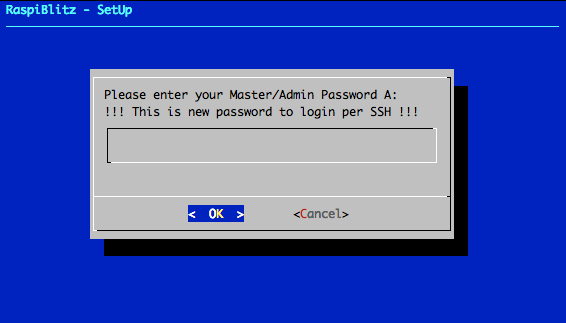 RaspiBlitz - SetUp
Please enter your Master/Admin Password A:
!!! This is new password to login per SSH !!!
< OK > <Cancel>